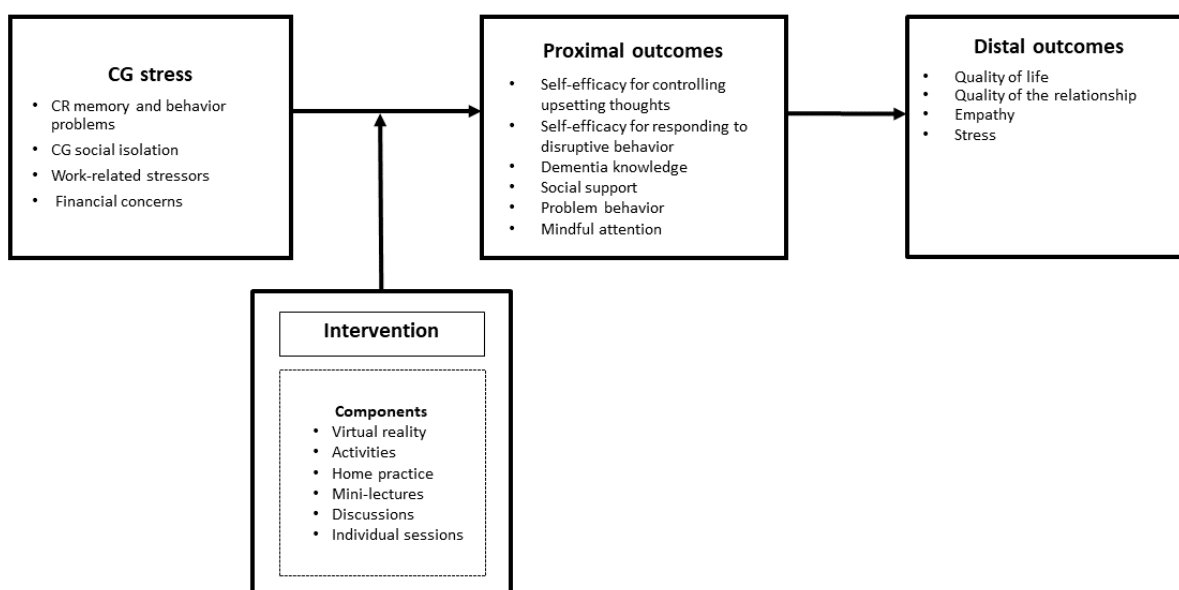 CG stress
• CR memory and behavior
problems
• CG social isolation
• Work-related stressors
• Financial concerns
Proximal outcomes
• Self-efficacy for controlling
upsetting thoughts
• Self-efficacy for responding to
disruptive behavior
• Dementia knowledge
• Social support
• Problem behavior
• Mindful attention
Distal outcomes
• Quality of life
• Quality of the relationship
• Empathy
• Stress
Intervention
Components
• Virtual reality
• Activities
• Home practice
• Mini-lectures
• Discussions
• Individual sessions